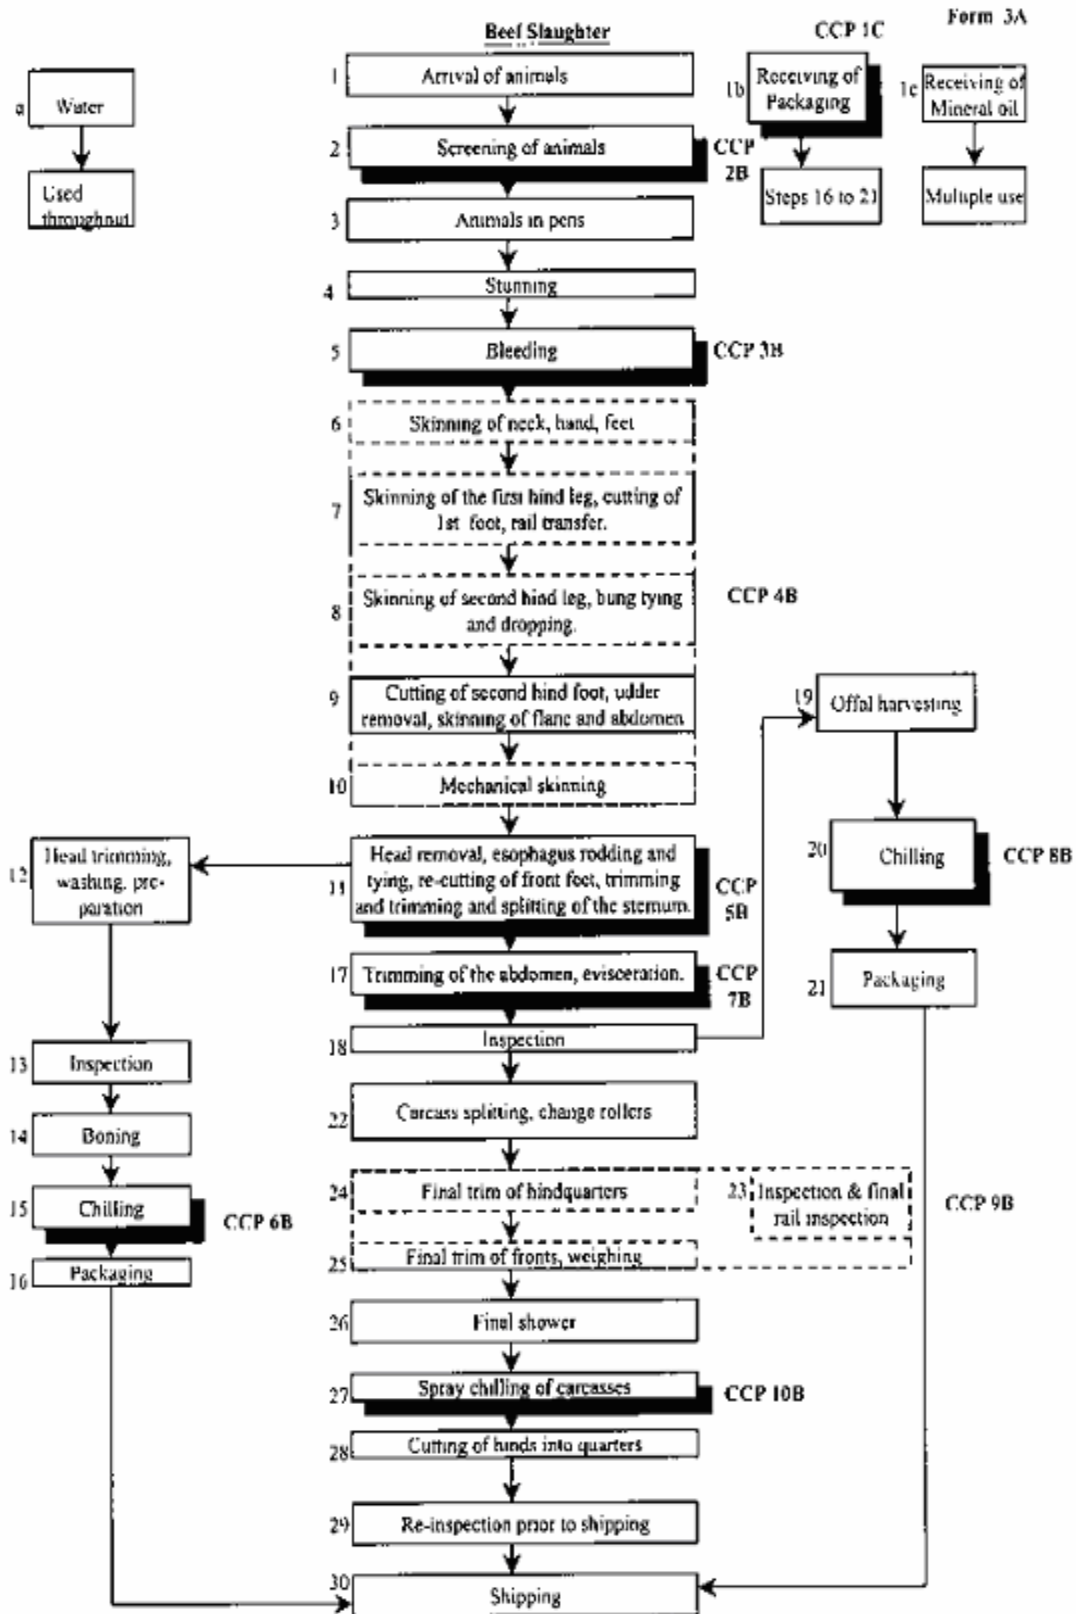 Form 3A
Beef Slaughter
CCP 1C
a
Water
Used
throughout
1
Arrival of animals
1b
Receiving of
Packaging
Steps 16 to 21
1c
Receiving of
Mineral oil
Multiple use
2
Screening of animals
CCP
2B
3
Animals in pens
4
Stunning
5
Bleeding
CCP 3B
6
Skinning of neck, hand, feet
7
Skinning of the first hind leg, cutting of
1st foot, rail transfer.
8
Skinning of second hind leg, bung tying
and dropping.
CCP 4B
9
Cutting of second hind foot, udder
removal, skinning of flanc and abdomen
10
Mechanical skinning
11
Head removal, esophagus rodding and
tying, re-cutting of front feet, trimming
and trimming and splitting of the sternum.
CCP
5B
12
Head trimming,
washing, pre-
paration
13
Inspection
14
Boning
15
Chilling
CCP 6B
16
Packaging
17
Trimming of the abdomen, evisceration.
CCP
7B
18
Inspection
19
Offal harvesting
20
Chilling
CCP 8B
21
Packaging
22
Carcass splitting, change rollers
23
Inspection & final
rail inspection
CCP 9B
24
Final trim of hindquarters
25
Final trim of fronts, weighing
26
Final shower
27
Spray chilling of carcasses
CCP 10B
28
Cutting of hinds into quarters
29
Re-inspection prior to shipping
30
Shipping